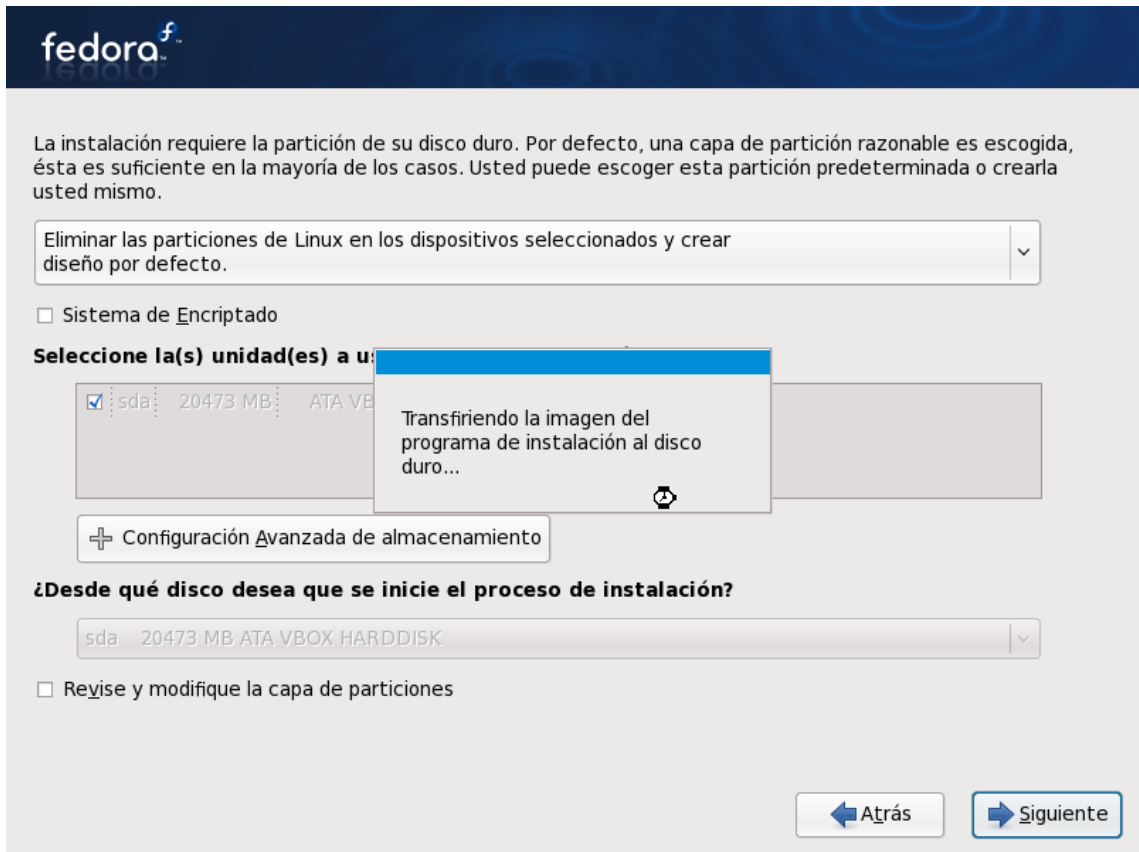 fedora
La instalación requiere la partición de su disco duro. Por defecto, una capa de partición razonable es escogida,
ésta es suficiente en la mayoría de los casos. Usted puede escoger esta partición predeterminada o crearla
usted mismo.
Eliminar las particiones de Linux en los dispositivos seleccionados y crear
diseño por defecto.
Sistema de Encriptado
Seleccione la(s) unidad(es) a
sda 20473 MB ATA
Transfiriendo la imagen del
programa de instalación al disco
duro...
Configuración Avanzada de almacenamiento
¿Desde qué disco desea que se inicie el proceso de instalación?
sda 20473 MB ATA VBOX HARDDISK
Revise y modifique la capa de particiones
Atrás
Siguiente